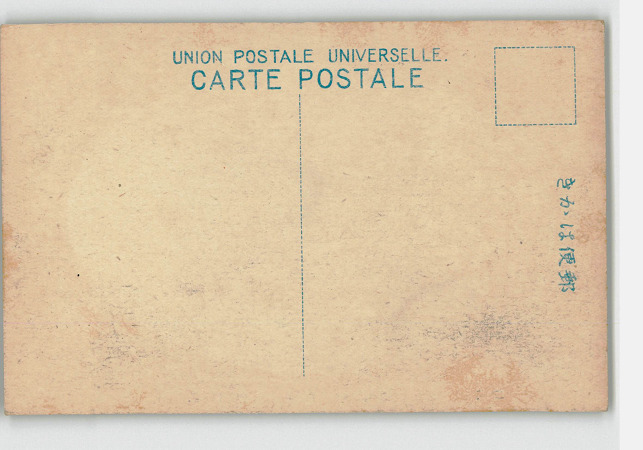 UNION POSTALE UNIVERSELLE.
CARTE POSTALE
郵便はかき